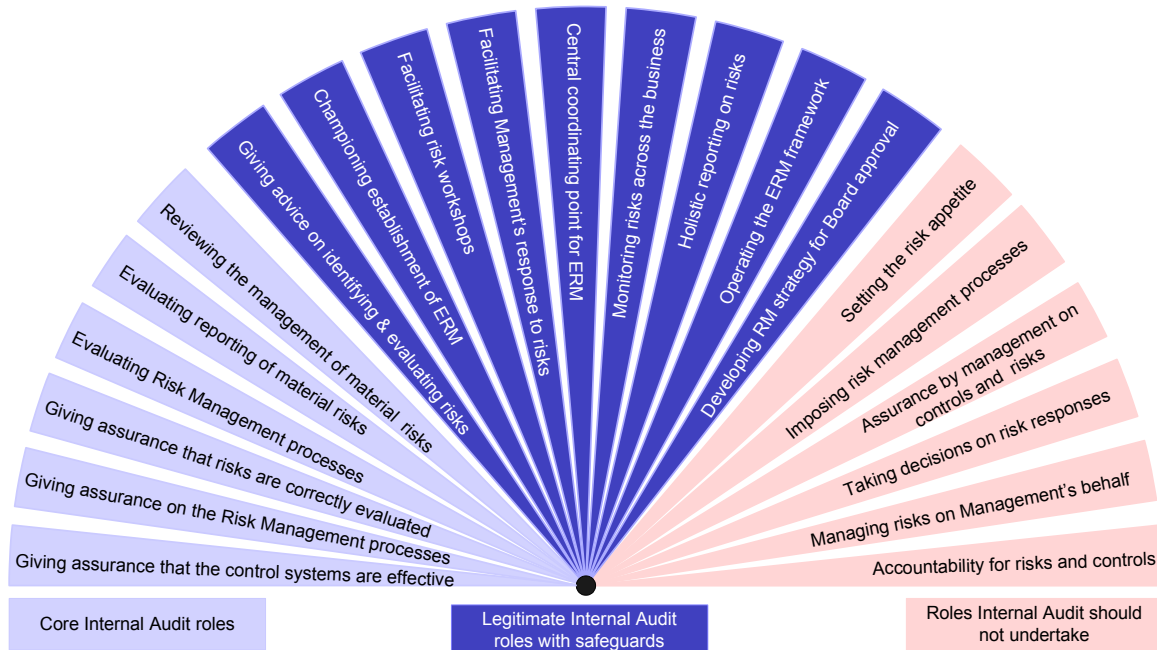 Giving assurance that the control systems are effective
Giving assurance on the Risk Management processes
Giving assurance that risks are correctly evaluated
Evaluating Risk Management processes
Evaluating reporting of material risks
Reviewing the management of material
risks
Giving advice on identifying & evaluating risks
Championing establishment of ERM
Facilitating risk workshops
Facilitating Management's response to risks
Central coordinating point for ERM
Monitoring risks across the business
Holistic reporting on risks
Operating the ERM framework
Developing RM strategy for Board approval
Setting the risk appetite
Imposing risk management processes
Assurance by management on
controls and risks
Taking decisions on risk responses
Managing risks on Management's behalf
Accountability for risks and controls
Core Internal Audit roles
Legitimate Internal Audit
roles with safeguards
Roles Internal Audit should
not undertake